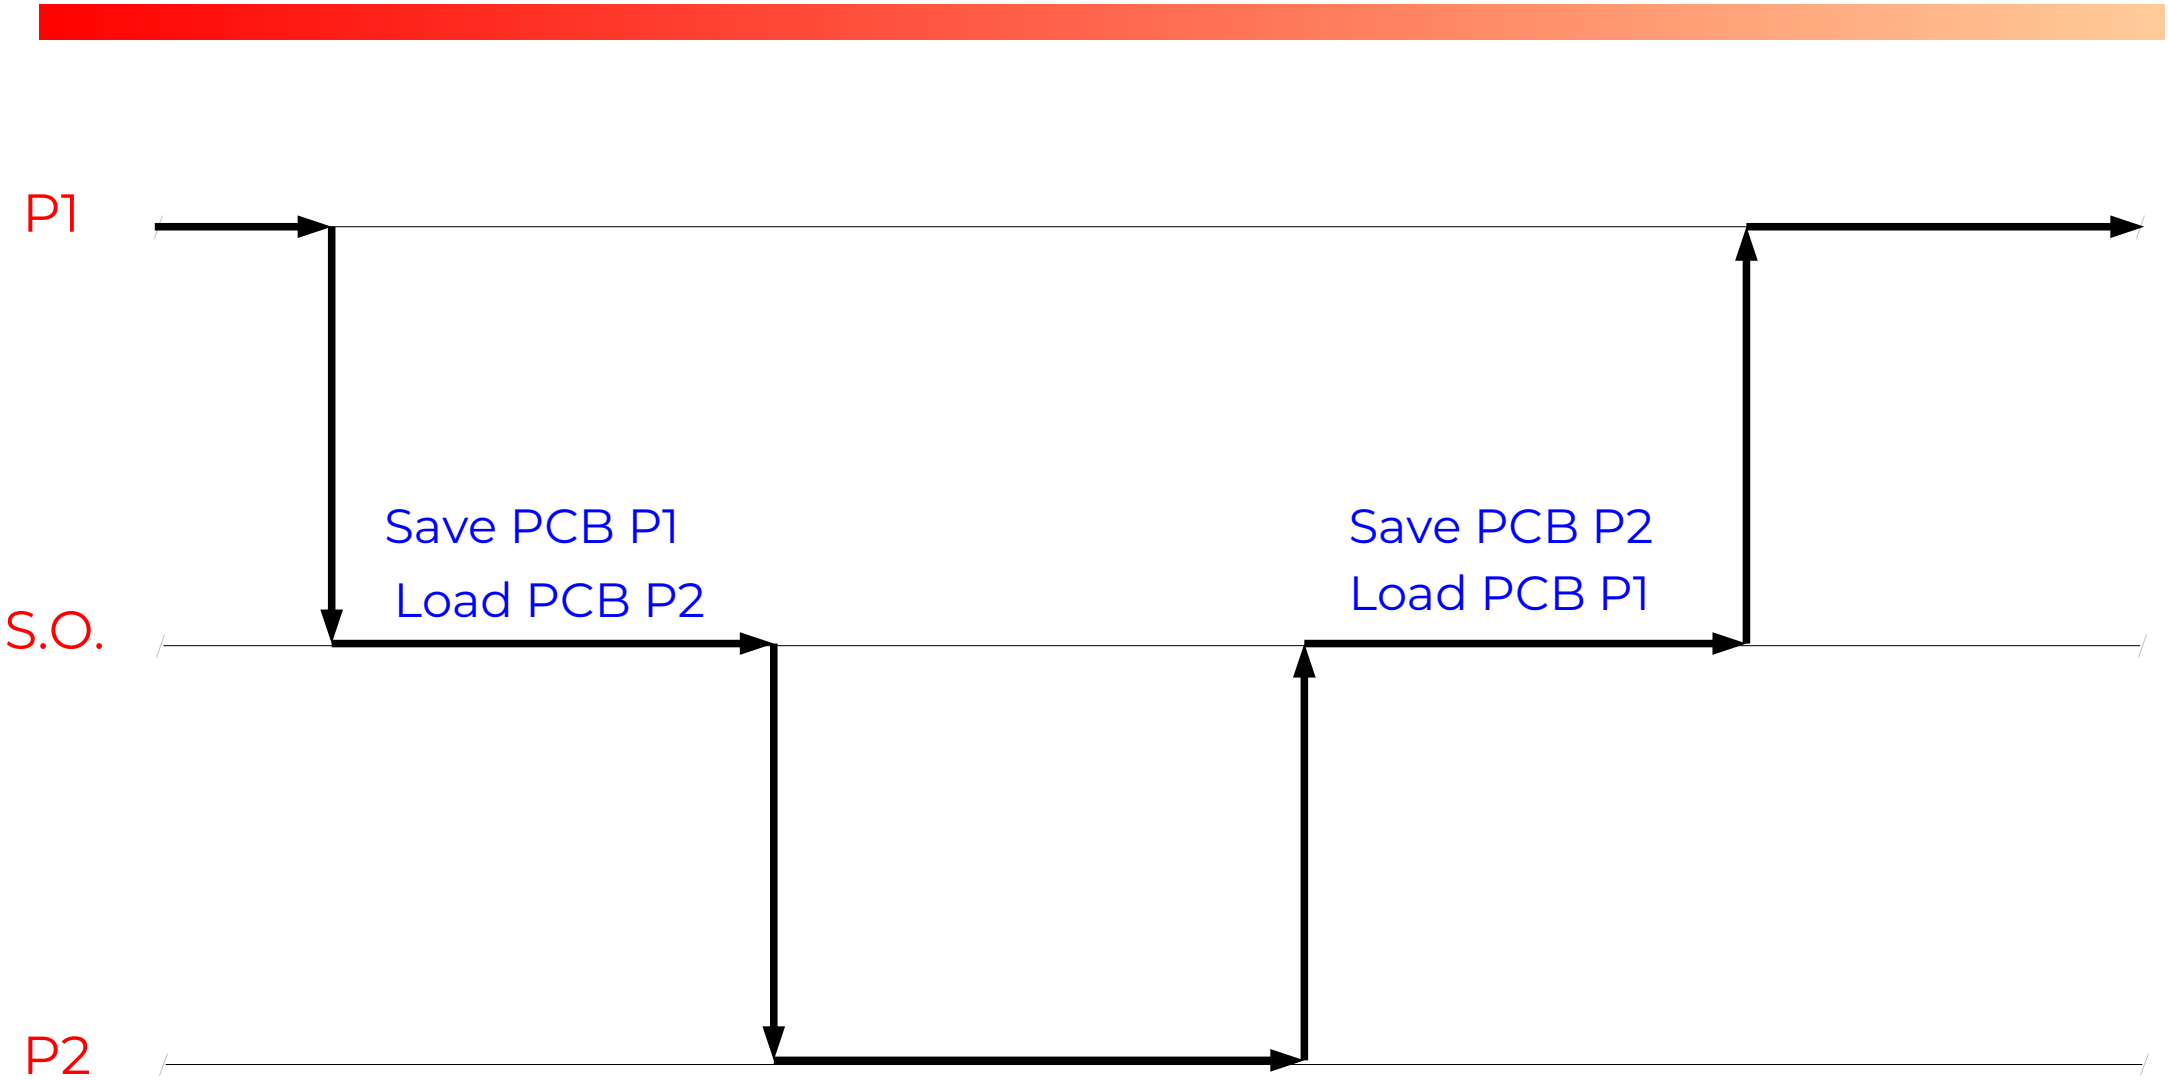 P1
Save PCB P1
Load PCB P2
Save PCB P2
Load PCB P1
S.O.
P2